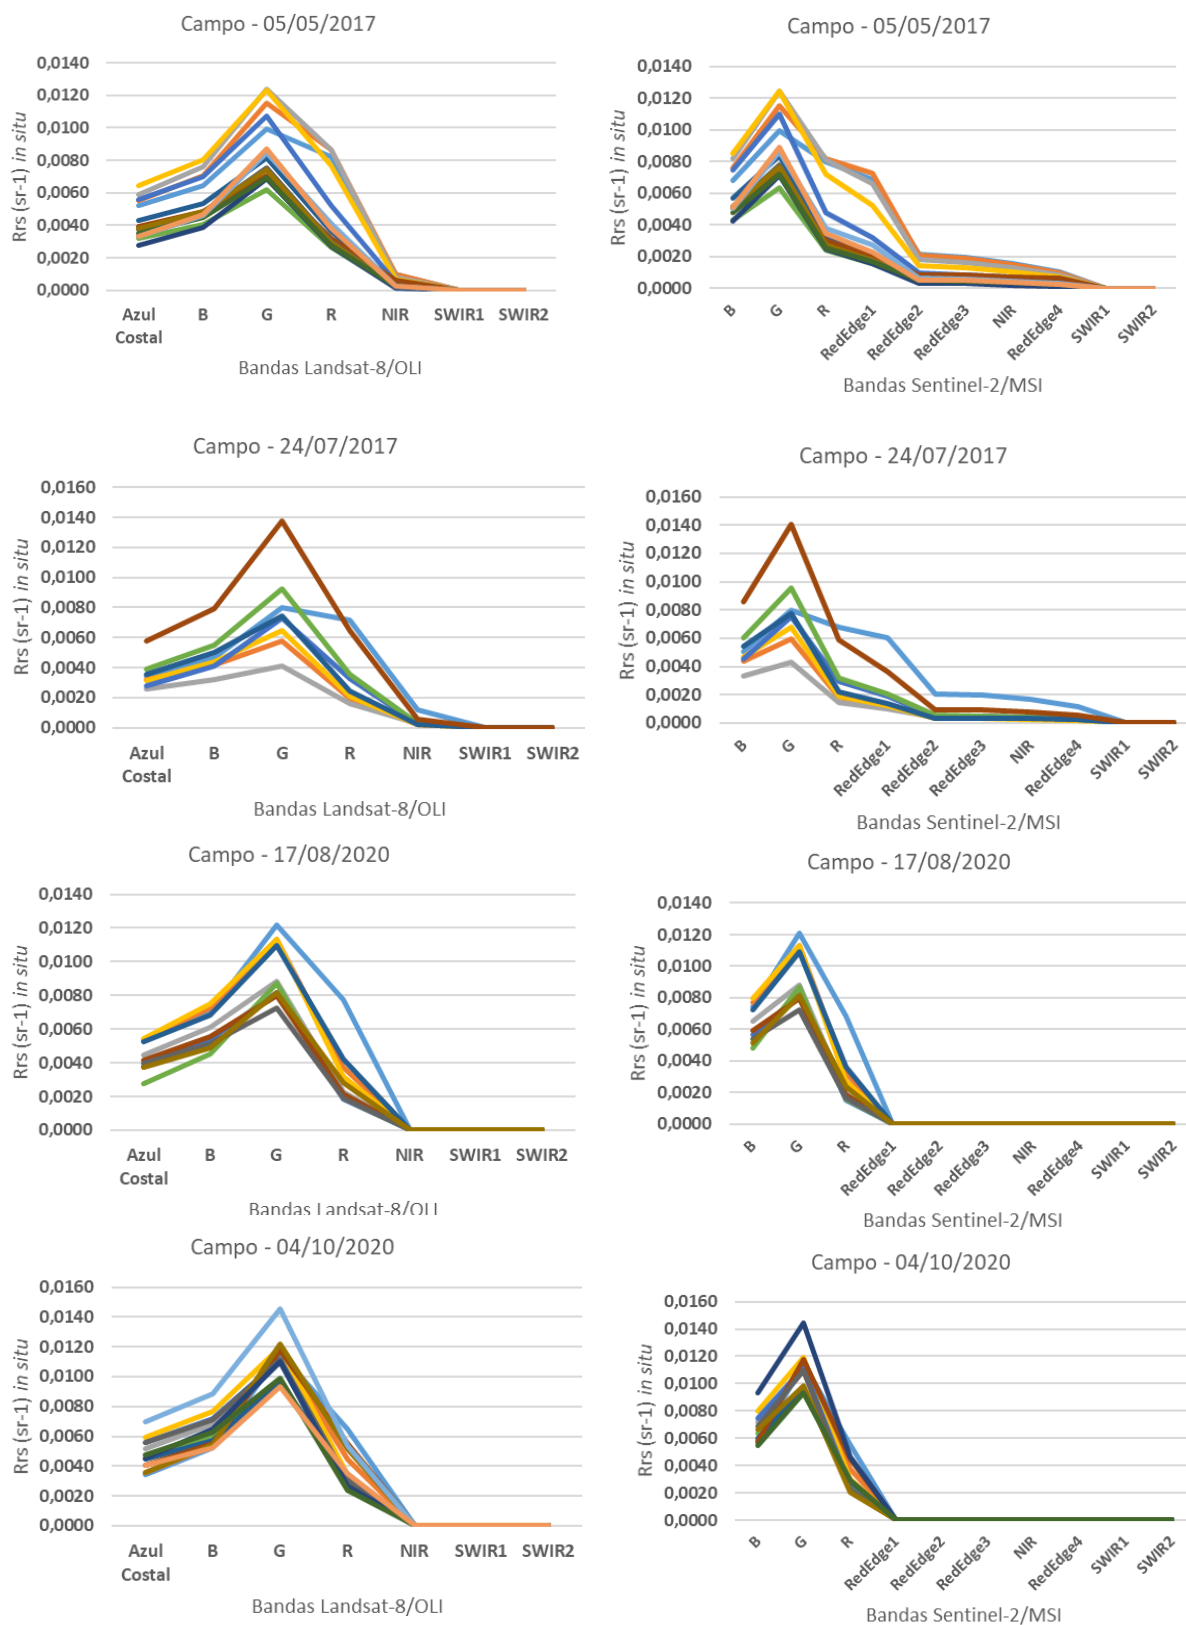 Campo - 05/05/2017
0,0140
0,0120
0,0100
0,0080
0,0060
0,0040
0,0020
0,0000
Rrs (sr-1) in situ
Azul Costal B G R NIR SWIR1 SWIR2
Bandas Landsat-8/OLI
Campo - 05/05/2017
0,0140
0,0120
0,0100
0,0080
0,0060
0,0040
0,0020
0,0000
Rrs (sr-1) in situ
B G R RedEdge1 RedEdge2 RedEdge3 NIR RedEdge4 SWIR1 SWIR2
Bandas Sentinel-2/MSI
Campo - 24/07/2017
0,0160
0,0140
0,0120
0,0100
0,0080
0,0060
0,0040
0,0020
0,0000
Rrs (sr-1) in situ
Azul Costal B G R NIR SWIR1 SWIR2
Bandas Landsat-8/OLI
Campo - 24/07/2017
0,0160
0,0140
0,0120
0,0100
0,0080
0,0060
0,0040
0,0020
0,0000
Rrs (sr-1) in situ
B G R RedEdge1 RedEdge2 RedEdge3 NIR RedEdge4 SWIR1 SWIR2
Bandas Sentinel-2/MSI
Campo - 17/08/2020
0,0140
0,0120
0,0100
0,0080
0,0060
0,0040
0,0020
0,0000
Rrs (sr-1) in situ
Azul Costal B G R NIR SWIR1 SWIR2
Bandas Landsat-8/OLI
Campo - 17/08/2020
0,0140
0,0120
0,0100
0,0080
0,0060
0,0040
0,0020
0,0000
Rrs (sr-1) in situ
B G R RedEdge1 RedEdge2 RedEdge3 NIR RedEdge4 SWIR1 SWIR2
Bandas Sentinel-2/MSI
Campo - 04/10/2020
0,0160
0,0140
0,0120
0,0100
0,0080
0,0060
0,0040
0,0020
0,0000
Rrs (sr-1) in situ
Azul Costal B G R NIR SWIR1 SWIR2
Bandas Landsat-8/OLI
Campo - 04/10/2020
0,0160
0,0140
0,0120
0,0100
0,0080
0,0060
0,0040
0,0020
0,0000
Rrs (sr-1) in situ
B G R RedEdge1 RedEdge2 RedEdge3 NIR RedEdge4 SWIR1 SWIR2
Bandas Sentinel-2/MSI